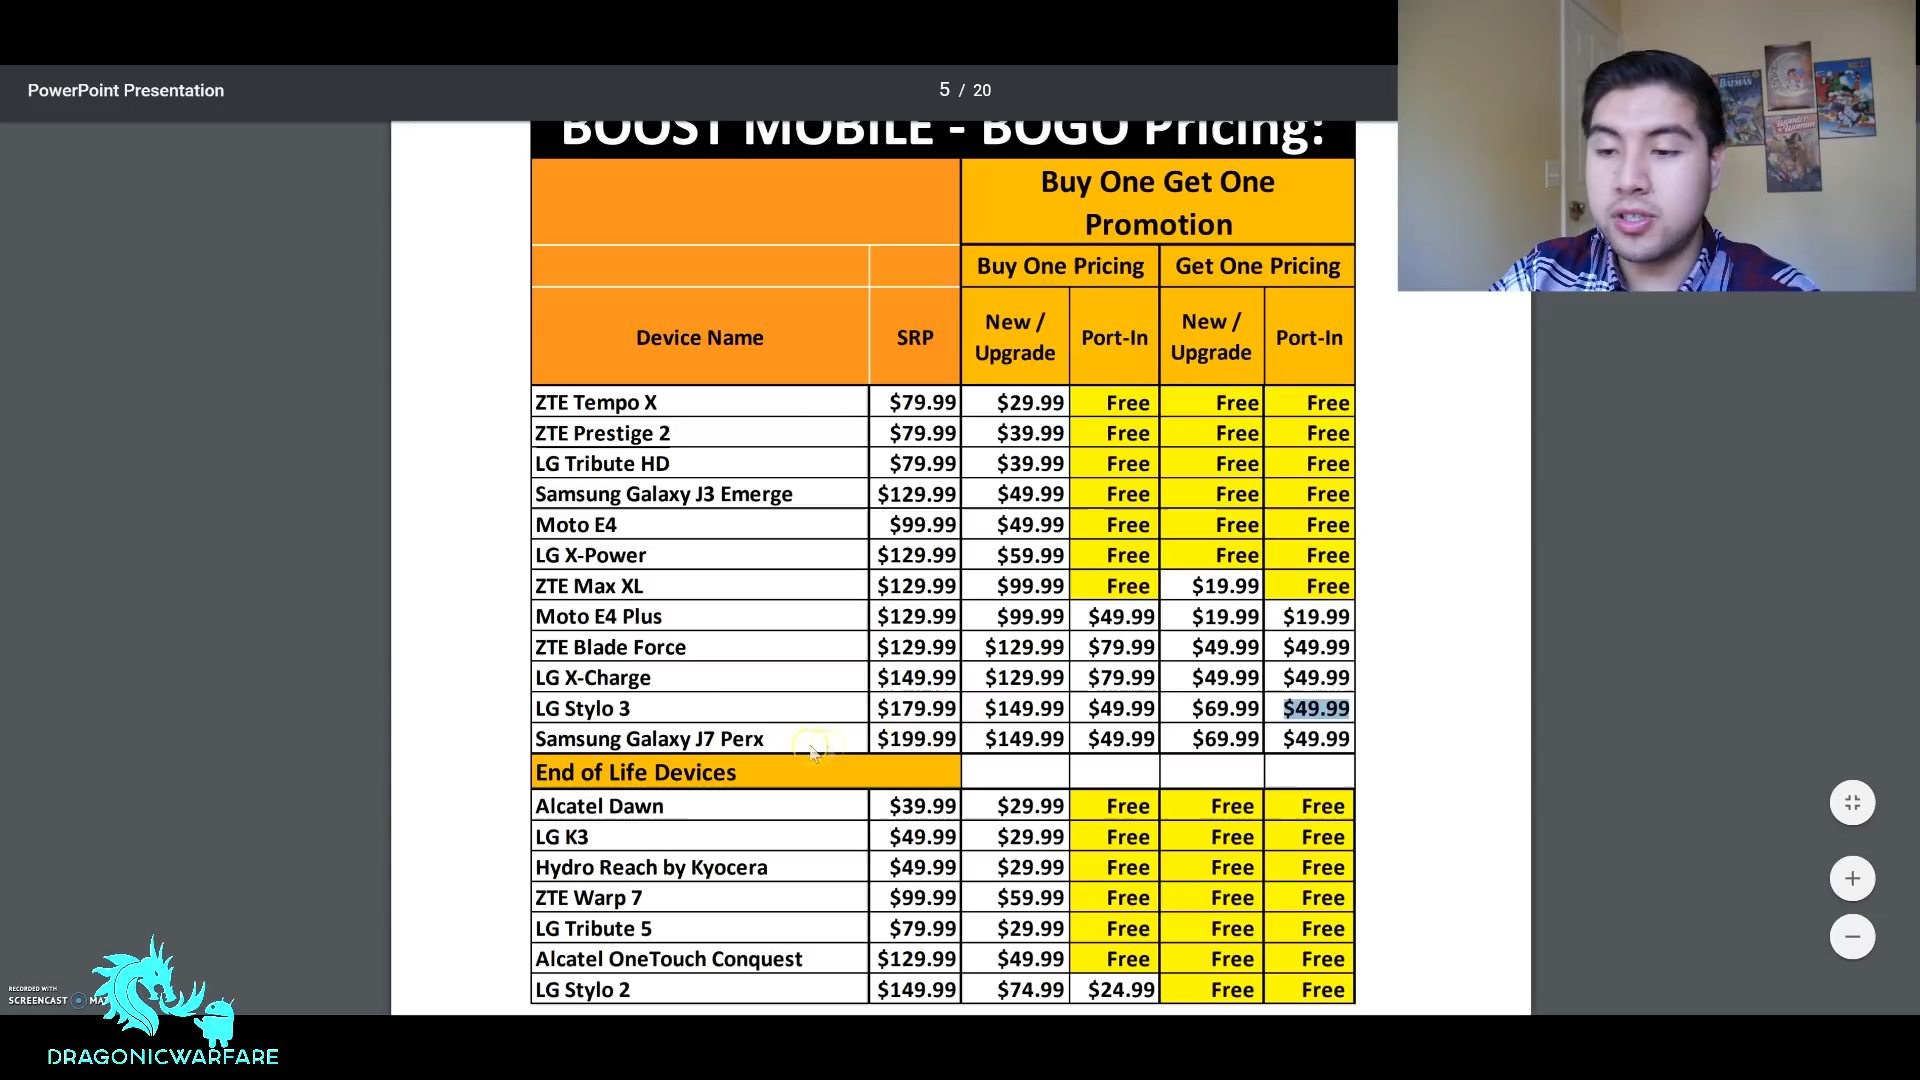 PowerPoint Presentation
5 / 20
BOOST MOBILE - BOGO Pricing:
Buy One Get One
Promotion
Buy One Pricing Get One Pricing
Device Name SRP New / Upgrade Port-In New / Upgrade Port-In
ZTE Tempo X $79.99 $29.99 Free Free Free
ZTE Prestige 2 $79.99 $39.99 Free Free Free
LG Tribute HD $79.99 $39.99 Free Free Free
Samsung Galaxy J3 Emerge $129.99 $49.99 Free Free Free
Moto E4 $99.99 $49.99 Free Free Free
LG X-Power $129.99 $59.99 Free Free Free
ZTE Max XL $129.99 $99.99 Free $19.99 Free
Moto E4 Plus $129.99 $99.99 $49.99 $19.99 $19.99
ZTE Blade Force $129.99 $129.99 $79.99 $49.99 $49.99
LG X-Charge $149.99 $129.99 $79.99 $49.99 $49.99
LG Stylo 3 $179.99 $149.99 $49.99 $69.99 $49.99
Samsung Galaxy J7 Perx $199.99 $149.99 $49.99 $69.99 $49.99
End of Life Devices
Alcatel Dawn $39.99 $29.99 Free Free Free
LG K3 $49.99 $29.99 Free Free Free
Hydro Reach by Kyocera $49.99 $29.99 Free Free Free
ZTE Warp 7 $99.99 $59.99 Free Free Free
LG Tribute 5 $79.99 $29.99 Free Free Free
Alcatel OneTouch Conquest $129.99 $49.99 Free Free Free
LG Stylo 2 $149.99 $74.99 $24.99 Free Free
BATMAN
RECORDED WITH
SCREENCAST
DRAGONICWARFARE